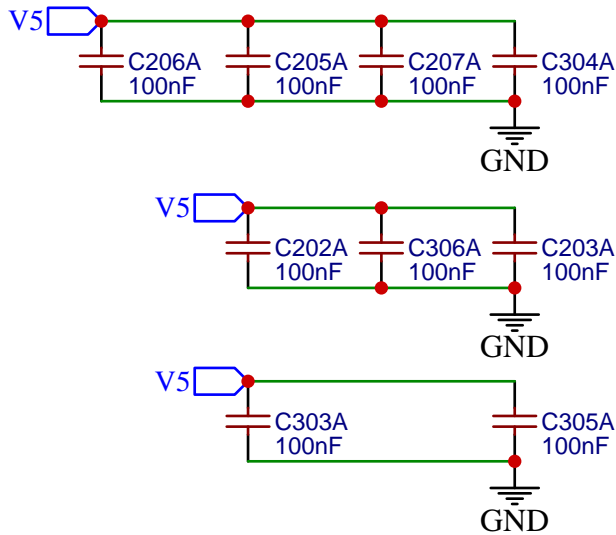 V5
C206A
100nF
C205A
100nF
C207A
100nF
C304A
100nF
GND
V5
C202A
100nF
C306A
100nF
C203A
100nF
GND
V5
C303A
100nF
C305A
100nF
GND